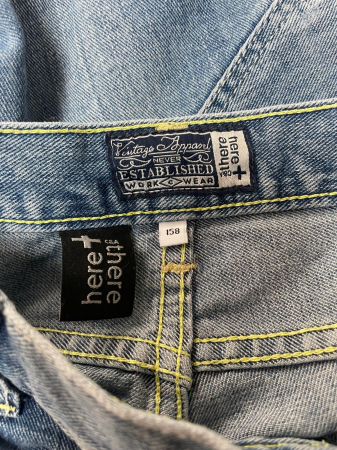 Vintage Apparel
NEVER
ESTABLISHED
WORK WEAR
here
+
there
158
here +
there